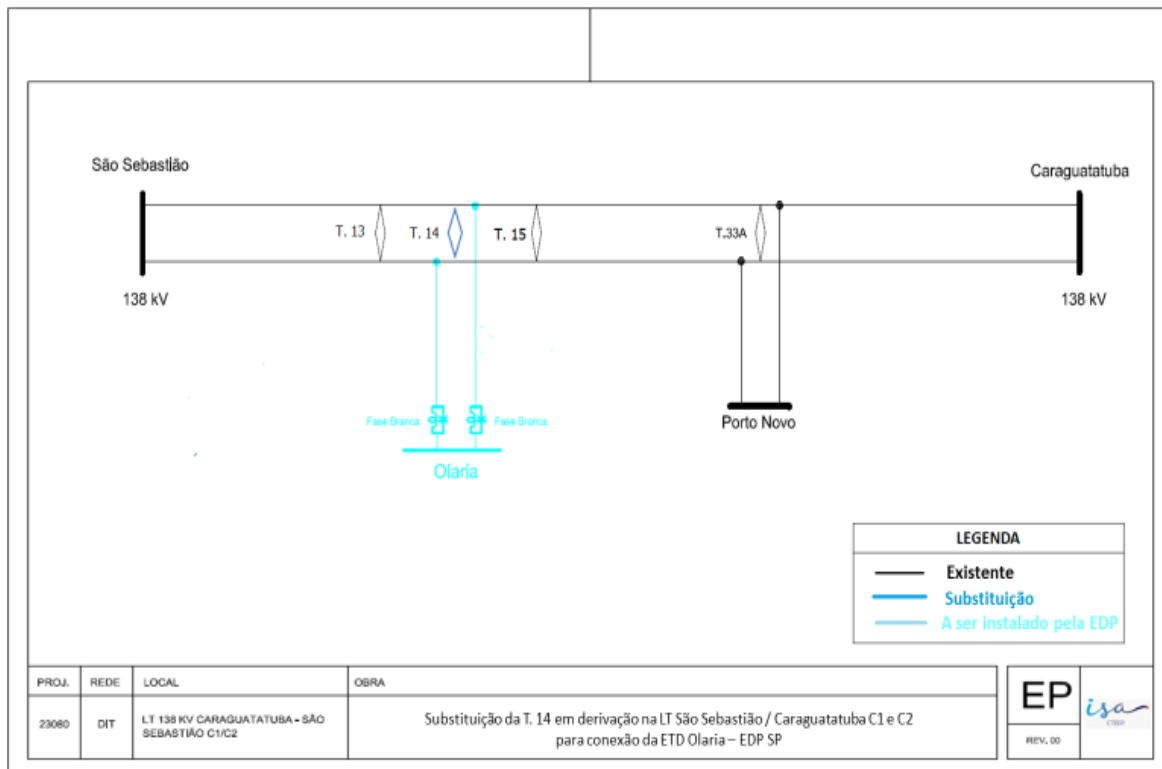 São Sebastião
Caraguatatuba
T. 13
T. 14
T. 15
T.33A
138 kV
138 kV
Fase Branca
Fase Branca
Porto Novo
Olaria
LEGENDA
Existente
Substituição
A ser instalado pela EDP
PROJ.
REDE
LOCAL
OBRA
23080
DIT
LT 138 KV CARAGUATATUBA - SÃO
SEBASTIÃO C1/C2
Substituição da T. 14 em derivação na LT São Sebastião / Caraguatatuba C1 e C2
para conexão da ETD Olaria – EDP SP
EP
REV. 00
isa
CTEEP